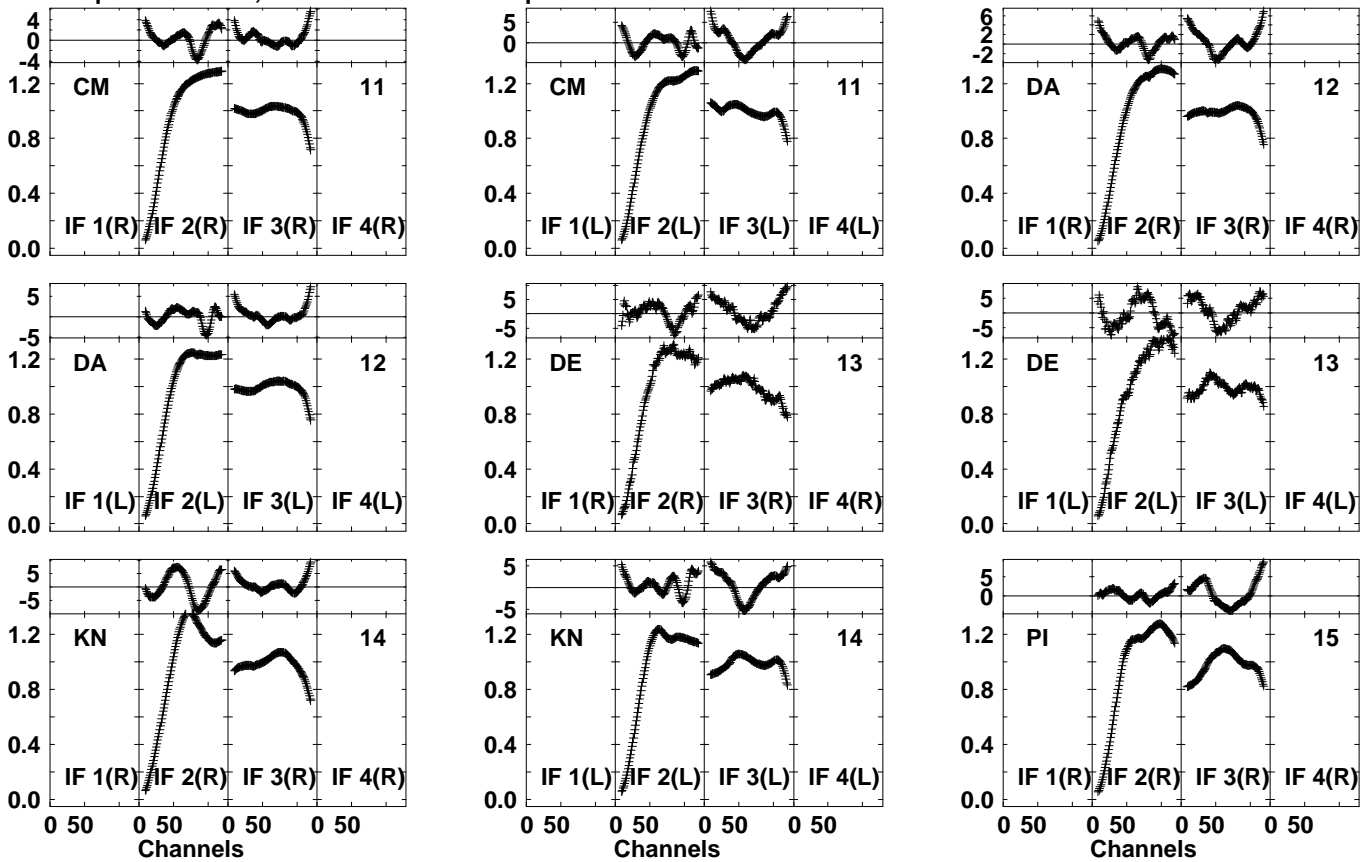 4 5 6
2 0 2
0 -2
-4
CM 11 CM 11 DA 12
1.2 1.2 1.2
0.8 0.8 0.8
0.4 0.4 0.4
IF 1(R) IF 2(R) IF 3(R) IF 4(R) IF 1(L) IF 2(L) IF 3(L) IF 4(L) IF 1(R) IF 2(R) IF 3(R) IF 4(R)
0.0 0.0 0.0
5 5 5
-5 -5 -5
DA 12 DE 13 DE 13
1.2 1.2 1.2
0.8 0.8 0.8
0.4 0.4 0.4
IF 1(L) IF 2(L) IF 3(L) IF 4(L) IF 1(R) IF 2(R) IF 3(R) IF 4(R) IF 1(L) IF 2(L) IF 3(L) IF 4(L)
0.0 0.0 0.0
5 5 5
-5 -5 0
KN 14 KN 14 PI 15
1.2 1.2 1.2
0.8 0.8 0.8
0.4 0.4 0.4
IF 1(R) IF 2(R) IF 3(R) IF 4(R) IF 1(L) IF 2(L) IF 3(L) IF 4(L) IF 1(R) IF 2(R) IF 3(R) IF 4(R)
0.0 0.0 0.0
0 50 0 50 0 50 0 50 0 50 0 50 0 50 0 50 0 50 0 50 0 50 0 50
Channels Channels Channels